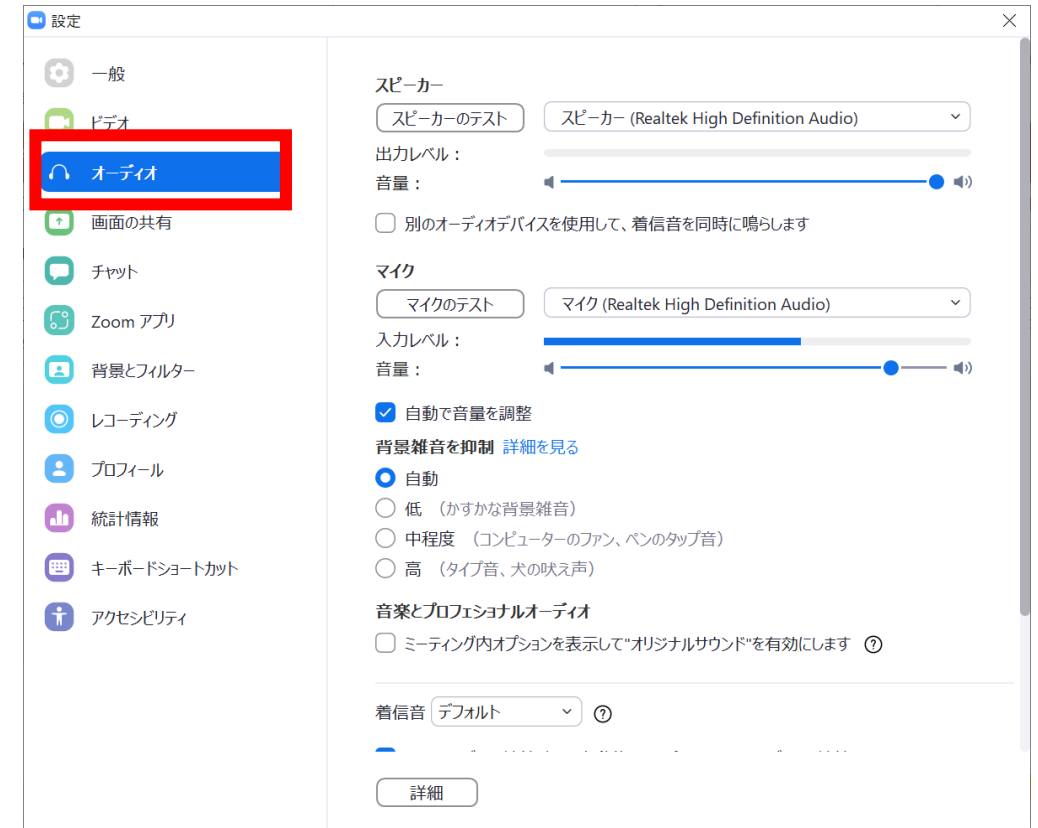 設定
一般
ビデオ
オーディオ
画面の共有
チャット
Zoom アプリ
背景とフィルター
レコーディング
プロフィール
統計情報
キーボードショートカット
アクセシビリティ
スピーカー
スピーカーのテスト
スピーカー (Realtek High Definition Audio)
出力レベル：
音量：
別のオーディオデバイスを使用して、着信音を同時に鳴らします
マイク
マイクのテスト
マイク (Realtek High Definition Audio)
入力レベル：
音量：
自動で音量を調整
背景雑音を抑制 詳細を見る
自動
低 （かすかな背景雑音）
中程度 （コンピューターのファン、ペンのタップ音）
高 （タイプ音、犬の吠え声）
音楽とプロフェショナルオーディオ
ミーティング内オプションを表示して"オリジナルサウンド"を有効にします
着信音 デフォルト
詳細